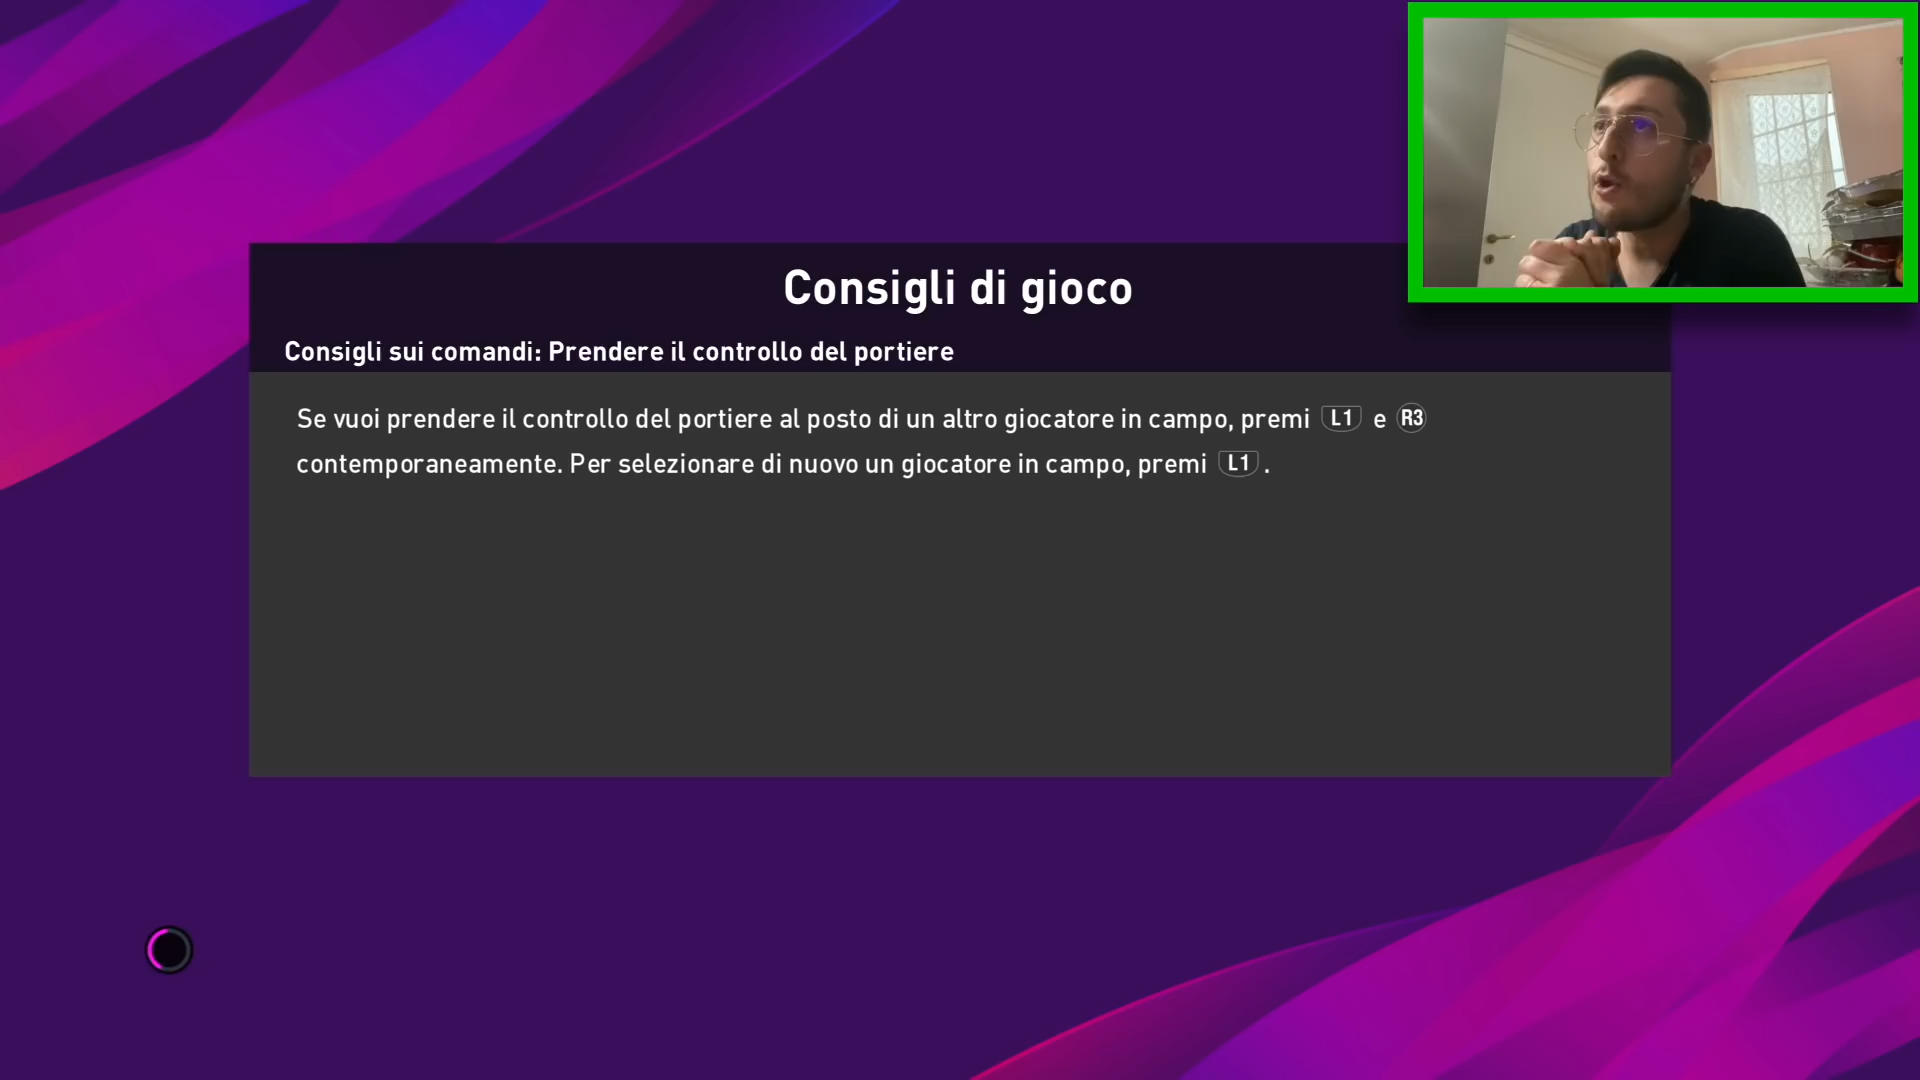 Consigli di gioco
Consigli sui comandi: Prendere il controllo del portiere
Se vuoi prendere il controllo del portiere al posto di un altro giocatore in campo, premi L1 e R3
contemporaneamente. Per selezionare di nuovo un giocatore in campo, premi L1 .